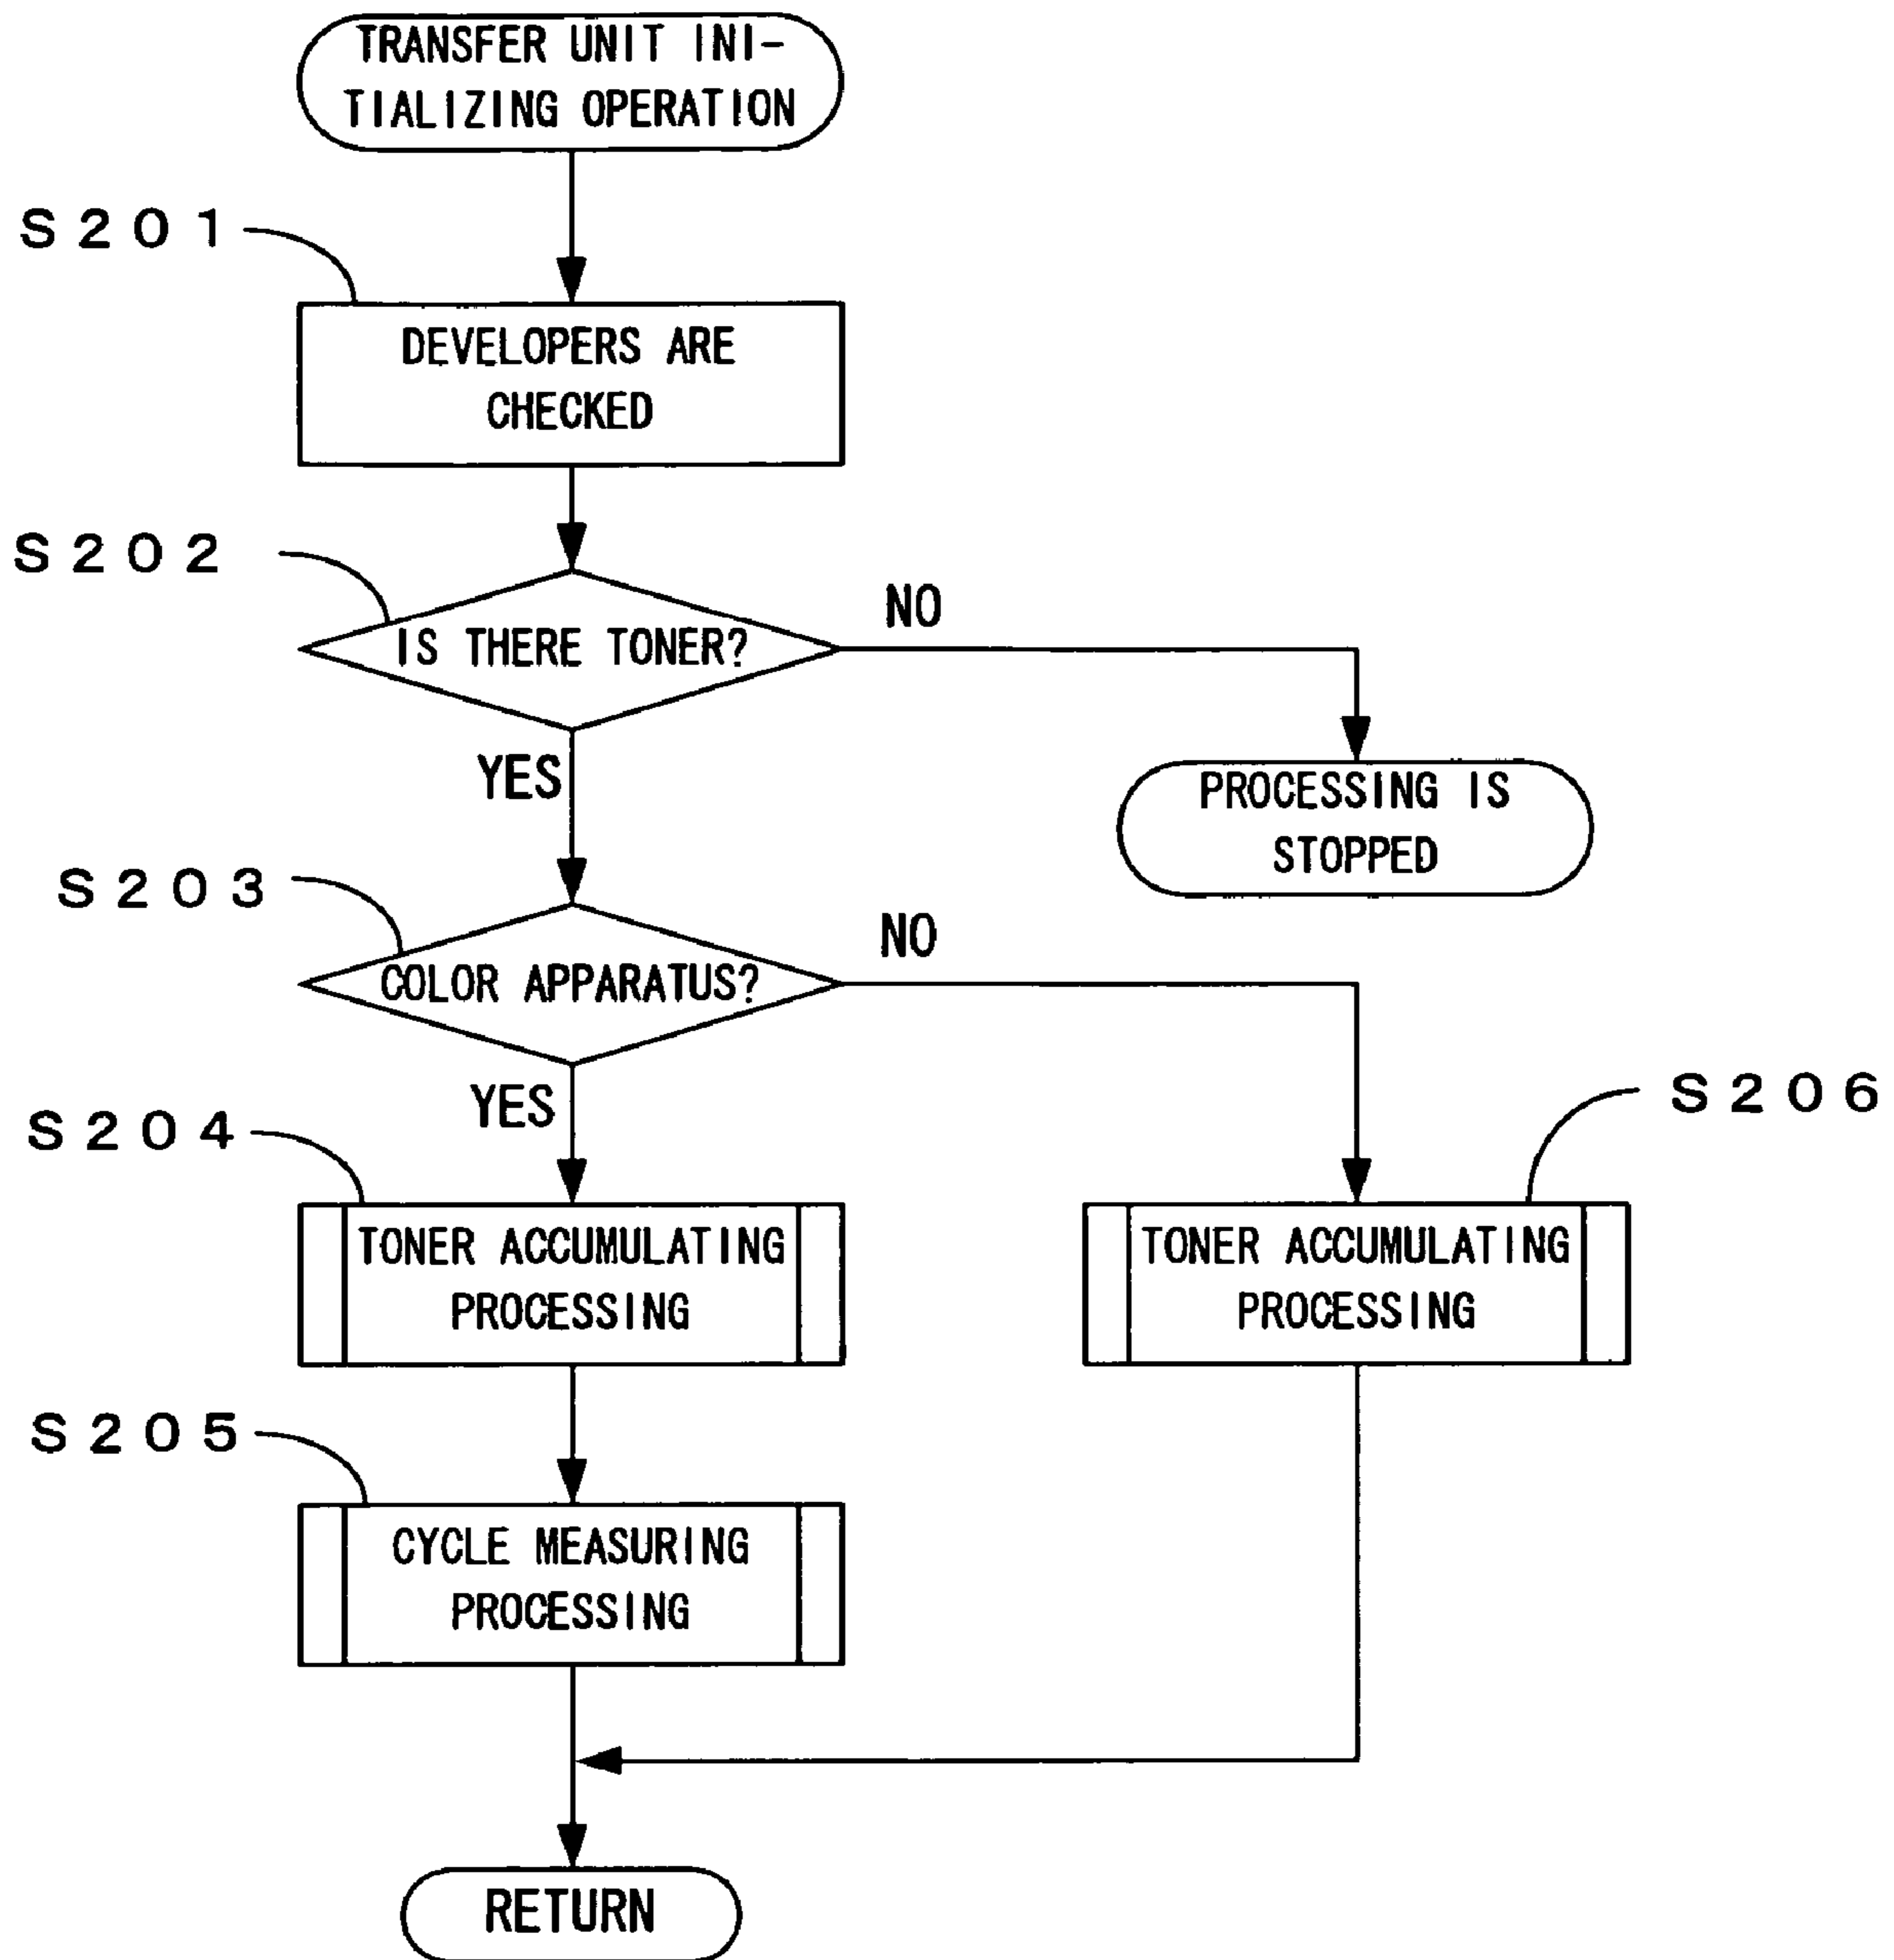 TRANSFER UNIT INI-
TIALIZING OPERATION
S201
DEVELOPERS ARE
CHECKED
S202
IS THERE TONER?
NO
YES
PROCESSING IS
STOPPED
S203
COLOR APPARATUS?
NO
YES
S204
TONER ACCUMULATING
PROCESSING
S206
TONER ACCUMULATING
PROCESSING
S205
CYCLE MEASURING
PROCESSING
RETURN